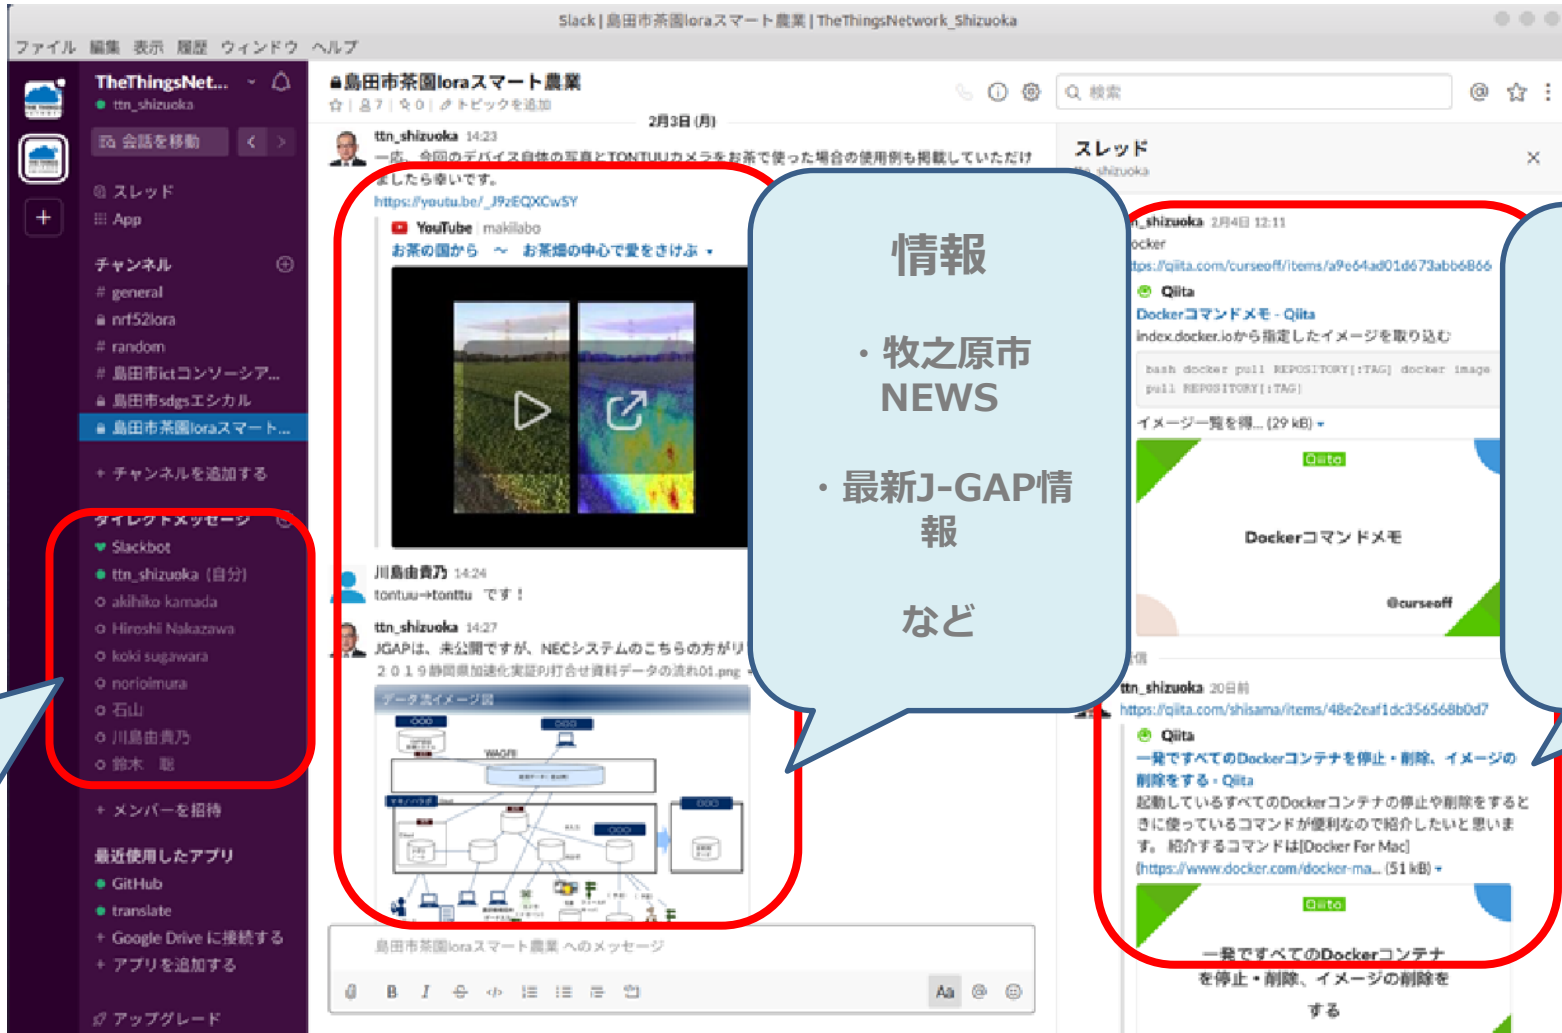 Slack | 島田市茶園loraスマート農業 | TheThingsNetwork_Shizuoka
ファイル 編集 表示 履歴 ウィンドウ ヘルプ
TheThingsNet...
ttn_shizuoka
会話を移動
スレッド
App
チャンネル
# general
nrf52lora
# random
# 島田市ictコンソーシア...
島田市sdgsエシカル
島田市茶園loraスマート...
+ チャンネルを追加する
ダイレクトメッセージ
Slackbot
ttn_shizuoka (自分)
akihiko kamada
Hiroshi Nakazawa
koki sugawara
norioimura
石山
川島由貴乃
鈴木 聡
+ メンバーを招待
最近使用したアプリ
GitHub
translate
+ Google Drive に接続する
+ アプリを追加する
アップグレード
島田市茶園loraスマート農業
7 | 0 | トピックを追加
2月3日 (月)
ttn_shizuoka 14:23
一応、今回のデバイス自体の写真とTONTUUカメラをお茶で使った場合の使用例も掲載していただけ
ましたら幸いです。
https://youtu.be/_J9zEQXCwSY
YouTube | makilabo
お茶の国から ～ お茶畑の中心で愛をさけぶ
川島由貴乃 14:24
tontuu→tonttu です！
ttn_shizuoka 14:27
JGAPは、未公開ですが、NECシステムのこちらの方がリ
２０１９静岡県加速化実証PJ打合せ資料データの流れ01.png
データ流イメージ図
WAGRI
島田市茶園loraスマート農業 へのメッセージ
B I Aa @
情報
・牧之原市
NEWS
・最新J-GAP情
報
など
検索
スレッド
shizuoka
_shizuoka 2月4日 12:11
ocker
tps://qiita.com/curseoff/items/a9e64ad01d673abb6866
Qiita
Dockerコマンドメモ - Qiita
index.docker.ioから指定したイメージを取り込む
bash docker pull REPOSITORY[:TAG] docker image
pull REPOSITORY[:TAG]
イメージ一覧を得... (29 kB)
Qiita
Dockerコマンドメモ
@curseoff
信
ttn_shizuoka 20日前
https://qiita.com/shisama/items/48e2eaf1dc356568b0d7
Qiita
一発ですべてのDockerコンテナを停止・削除、イメージの
削除をする - Qiita
起動しているすべてのDockerコンテナの停止や削除をすると
きに使っているコマンドが便利なので紹介したいと思いま
す。 紹介するコマンドは[Docker For Mac]
(https://www.docker.com/docker-ma... (51 kB)
Qiita
一発ですべてのDockerコンテナ
を停止・削除、イメージの削除を
する